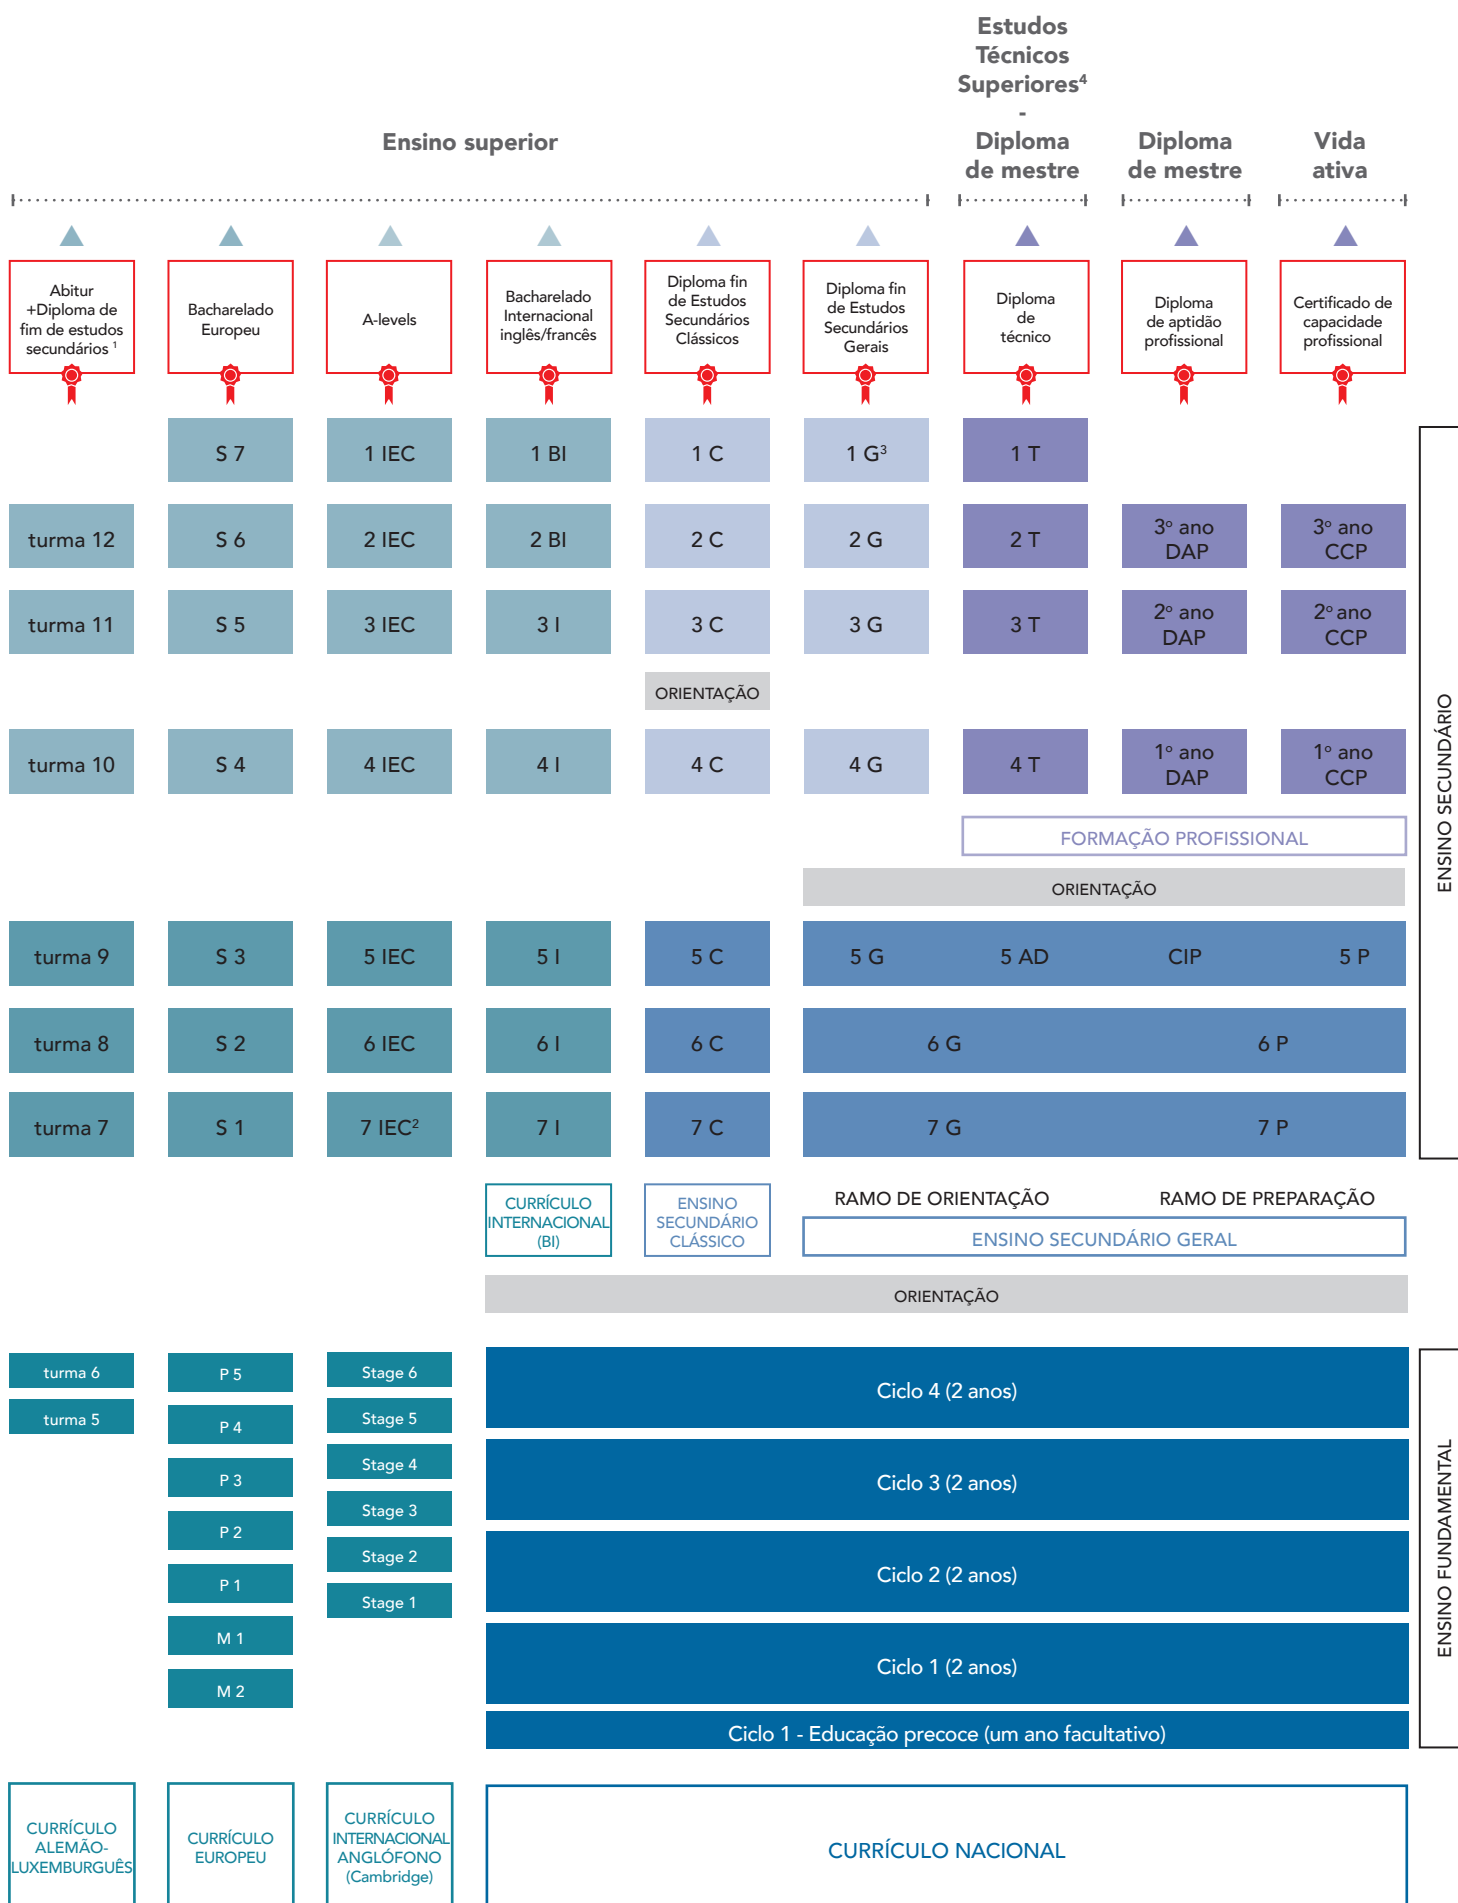 Estudos
Técnicos
Superiores⁴
-
Diploma
de mestre
Ensino superior
Diploma
de mestre
Vida
ativa
Abitur
+Diploma de
fim de estudos
secundários ¹
Bacharelado
Europeu
A-levels
Bacharelado
Internacional
inglês/francês
Diploma fin
de Estudos
Secundários
Clássicos
Diploma fin
de Estudos
Secundários
Gerais
Diploma
de
técnico
Diploma
de aptidão
profissional
Certificado de
capacidade
profissional
S 7
1 IEC
1 BI
1 C
1 G³
1 T
turma 12
S 6
2 IEC
2 BI
2 C
2 G
2 T
3º ano
DAP
3º ano
CCP
turma 11
S 5
3 IEC
3 I
3 C
3 G
3 T
2º ano
DAP
2º ano
CCP
ORIENTAÇÃO
turma 10
S 4
4 IEC
4 I
4 C
4 G
4 T
1º ano
DAP
1º ano
CCP
FORMAÇÃO PROFISSIONAL
ORIENTAÇÃO
turma 9
S 3
5 IEC
5 I
5 C
5 G
5 AD
CIP
5 P
turma 8
S 2
6 IEC
6 I
6 C
6 G
6 P
turma 7
S 1
7 IEC²
7 I
7 C
7 G
7 P
ENSINO SECUNDÁRIO
CURRÍCULO
INTERNACIONAL
(BI)
ENSINO
SECUNDÁRIO
CLÁSSICO
RAMO DE ORIENTAÇÃO
RAMO DE PREPARAÇÃO
ENSINO SECUNDÁRIO GERAL
ORIENTAÇÃO
turma 6
turma 5
P 5
P 4
P 3
P 2
P 1
M 1
M 2
Stage 6
Stage 5
Stage 4
Stage 3
Stage 2
Stage 1
Ciclo 4 (2 anos)
Ciclo 3 (2 anos)
Ciclo 2 (2 anos)
Ciclo 1 (2 anos)
Ciclo 1 - Educação precoce (um ano facultativo)
ENSINO FUNDAMENTAL
CURRÍCULO
ALEMÃO-
LUXEMBURGUÊS
CURRÍCULO
EUROPEU
CURRÍCULO
INTERNACIONAL
ANGLÓFONO
(Cambridge)
CURRÍCULO NACIONAL